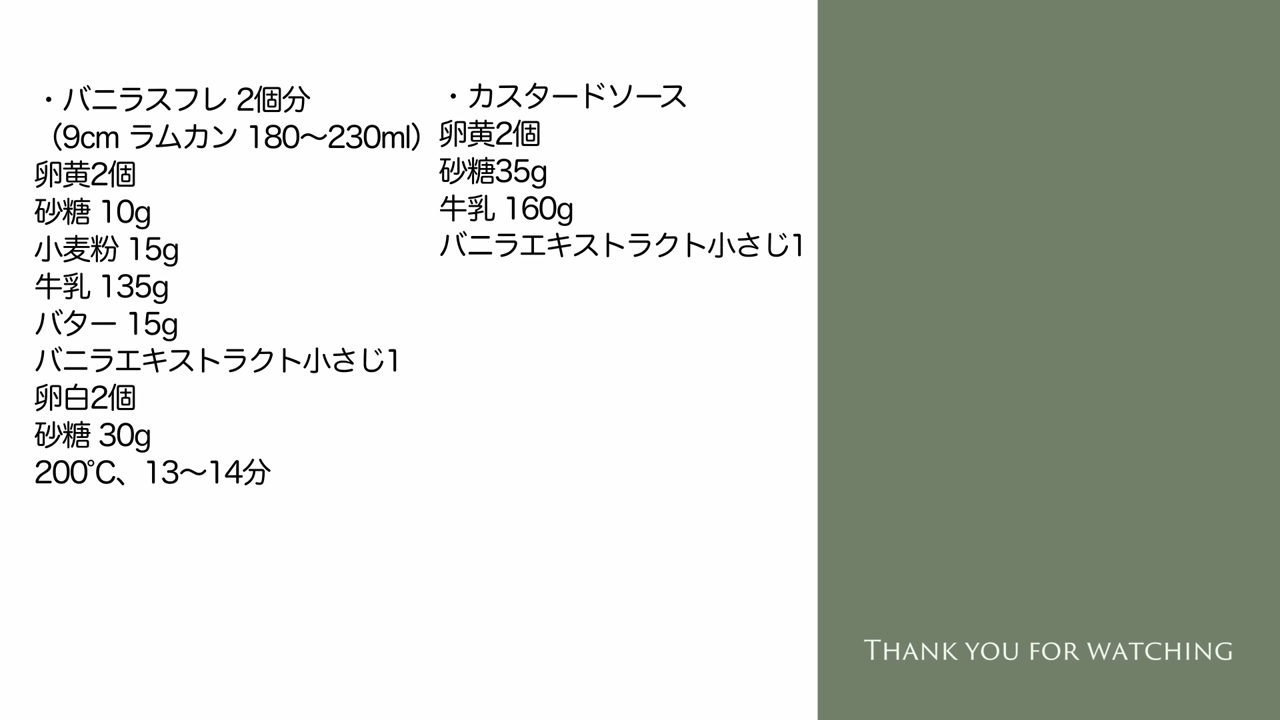 ・バニラスフレ 2個分
（9cm ラムカン 180〜230ml）
卵黄2個
砂糖 10g
小麦粉 15g
牛乳 135g
バター 15g
バニラエキストラクト小さじ1
卵白2個
砂糖 30g
200℃、13〜14分
・カスタードソース
卵黄2個
砂糖35g
牛乳 160g
バニラエキストラクト小さじ1
THANK YOU FOR WATCHING